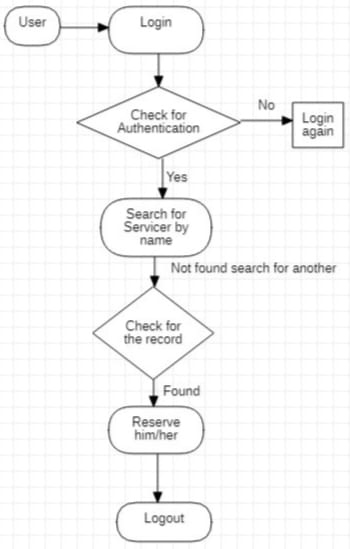 User
Login
Check for
Authentication
No
Login
again
Yes
Search for
Servicer by
name
Not found search for another
Check for
the record
Found
Reserve
him/her
Logout